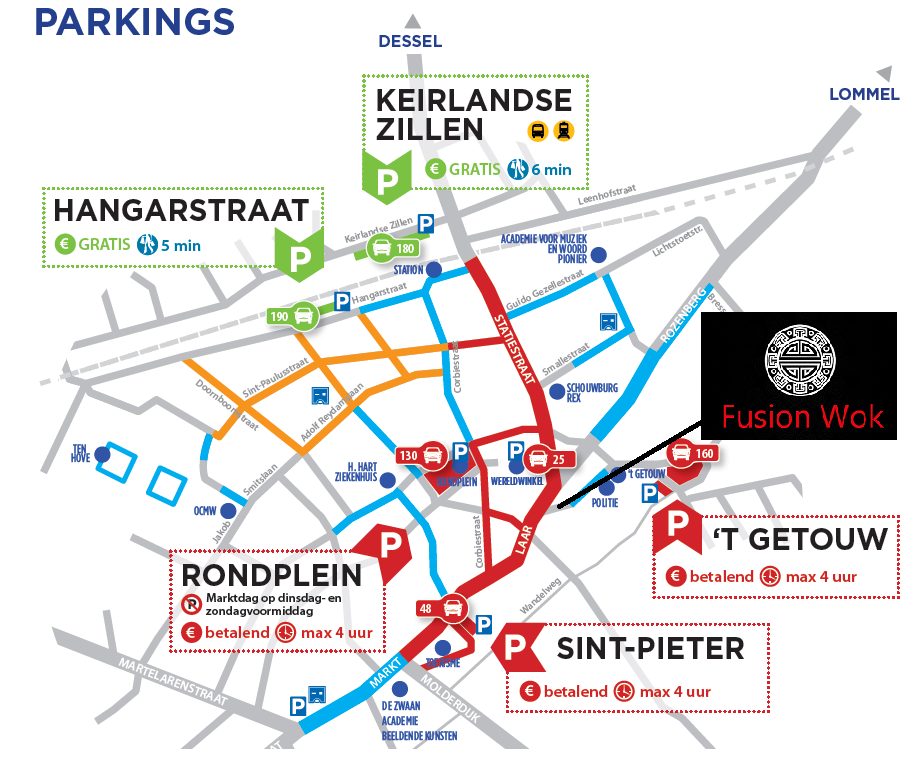 PARKINGS
DESSEL
LOMMEL
KEIRLANDSE
ZILLEN
P
€ GRATIS 6 min
HANGARSTRAAT
€ GRATIS 5 min
P
Leenhofstraat
Keirlandse Zillen
P
180
STATION
ACADEMIE VOOR MUZIEK
EN WOORD
PIONIER
Lichtstoetstr.
Guido Gezellestraat
ROZENBERG
Bress
P
Hangarstraat
190
STATIESTRAAT
Smallestraat
Corbiestraat
Sint-Paulusstraat
Doornboomstraat
Adolf Reydamslaan
SCHOUWBURG
REX
Fusion Wok
TEN
HOVE
130
P
P
25
160
H. HART
ZIEKENHUIS
WERELDWINKEL
'T GETOUW
POLITIE
P
Smitslaan
OCMW
Jakob
Corbiestraat
LAAR
P
'T GETOUW
€ betalend max 4 uur
P
RONDPLEIN
Marktdag op dinsdag- en
zondagvoormiddag
€ betalend max 4 uur
Wandelweg
48
P
P
SINT-PIETER
€ betalend max 4 uur
TOERISME
MARKT
MOLDERDIJK
MARTELARENSTRAAT
P
DE ZWAAN
ACADEMIE
BEELDENDE KUNSTEN